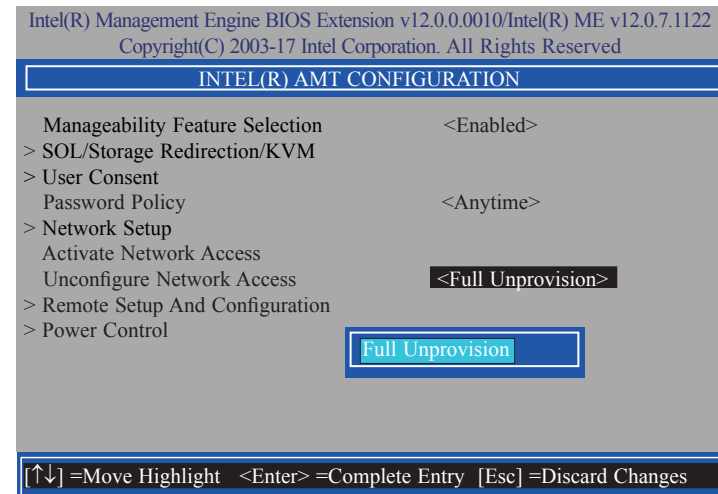 Intel(R) Management Engine BIOS Extension v12.0.0.0010/Intel(R) ME v12.0.7.1122
Copyright(C) 2003-17 Intel Corporation. All Rights Reserved
INTEL(R) AMT CONFIGURATION
Manageability Feature Selection <Enabled>
> SOL/Storage Redirection/KVM
> User Consent
Password Policy <Anytime>
> Network Setup
Activate Network Access
Unconfigure Network Access <Full Unprovision>
> Remote Setup And Configuration
> Power Control
Full Unprovision
[↑↓] =Move Highlight <Enter> =Complete Entry [Esc] =Discard Changes